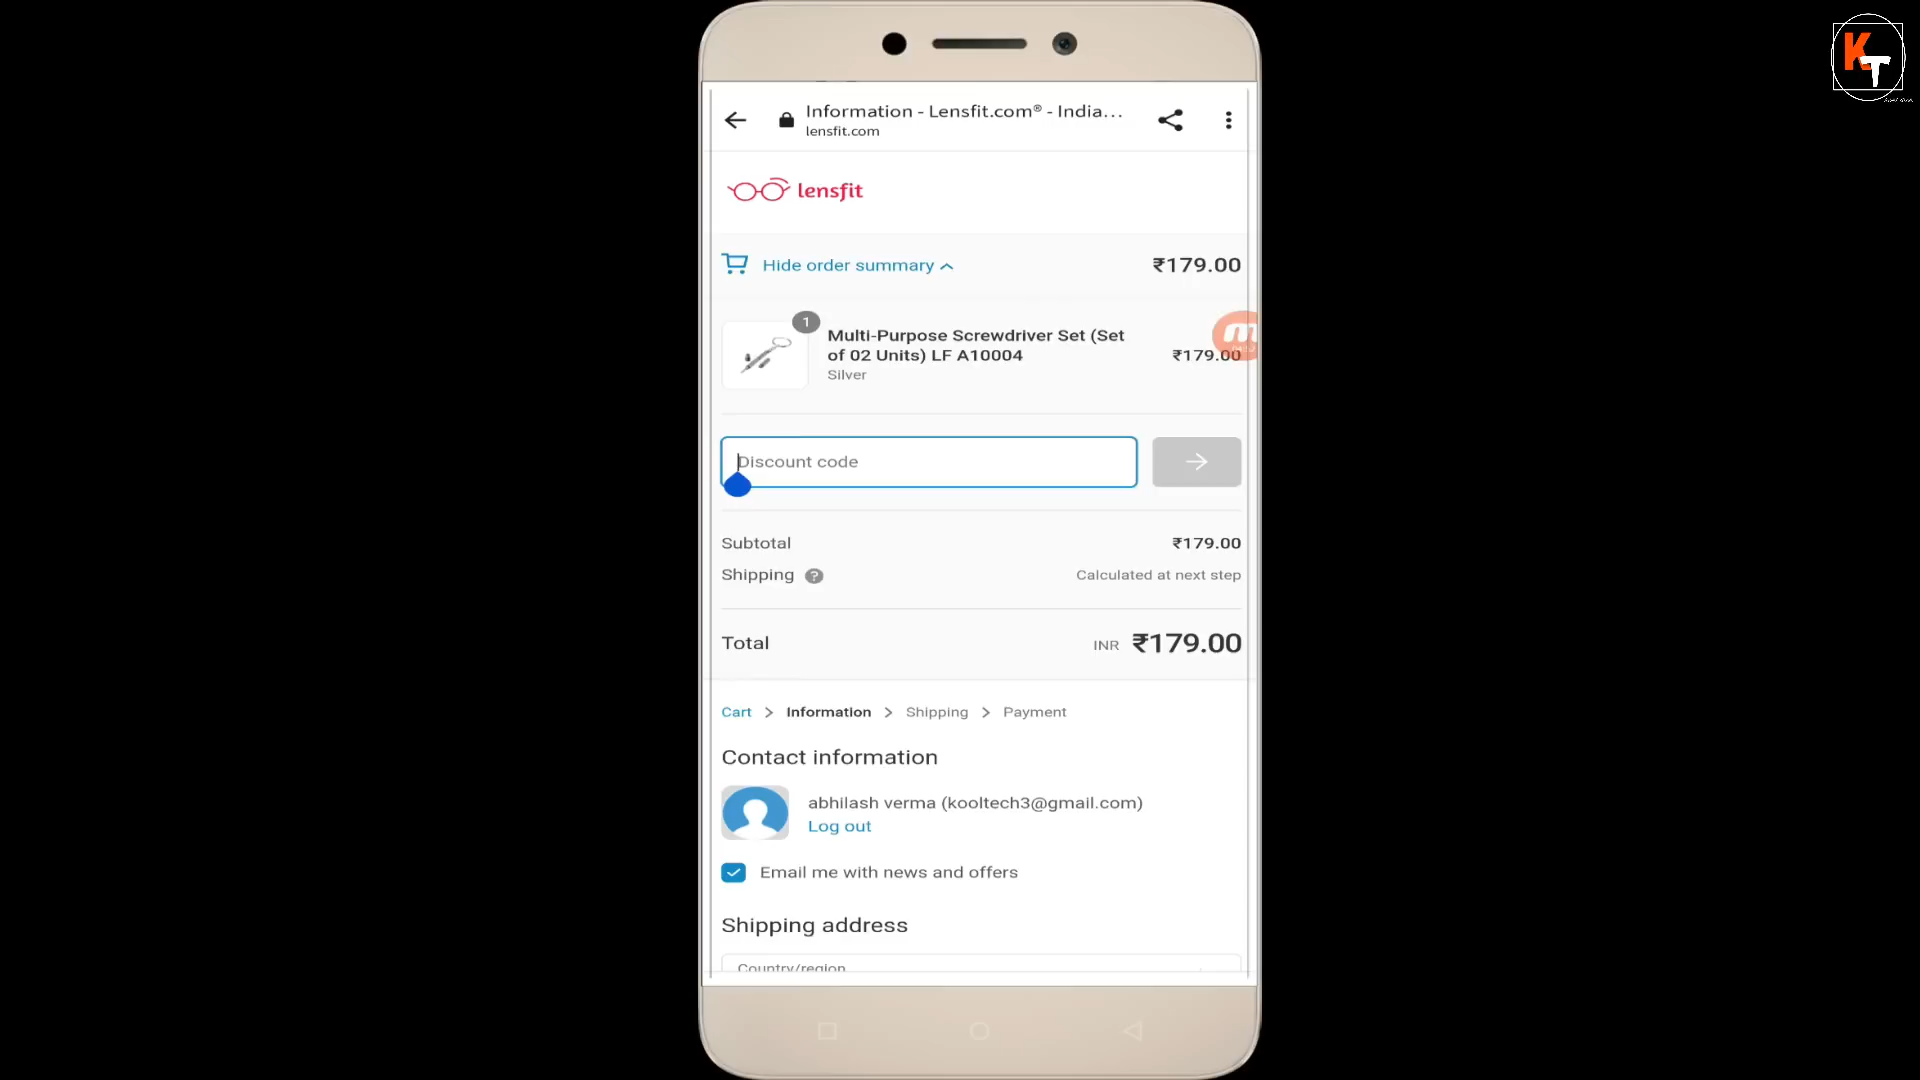 KT
Information - Lensfit.com® - India...
lensfit.com
lensfit
Hide order summary
₹179.00
1
Multi-Purpose Screwdriver Set (Set
of 02 Units) LF A10004
₹179.00
Silver
Discount code
Subtotal
₹179.00
Shipping ?
Calculated at next step
Total
INR ₹179.00
Cart > Information > Shipping > Payment
Contact information
abhilash verma (kooltech3@gmail.com)
Log out
Email me with news and offers
Shipping address
Country/region